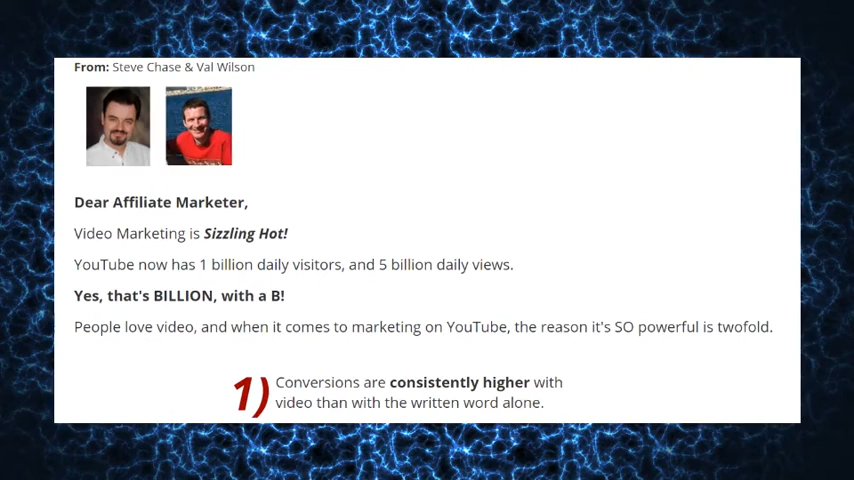 From: Steve Chase & Val Wilson
Dear Affiliate Marketer,
Video Marketing is Sizzling Hot!
YouTube now has 1 billion daily visitors, and 5 billion daily views.
Yes, that's BILLION, with a B!
People love video, and when it comes to marketing on YouTube, the reason it's SO powerful is twofold.
1) Conversions are consistently higher with
video than with the written word alone.